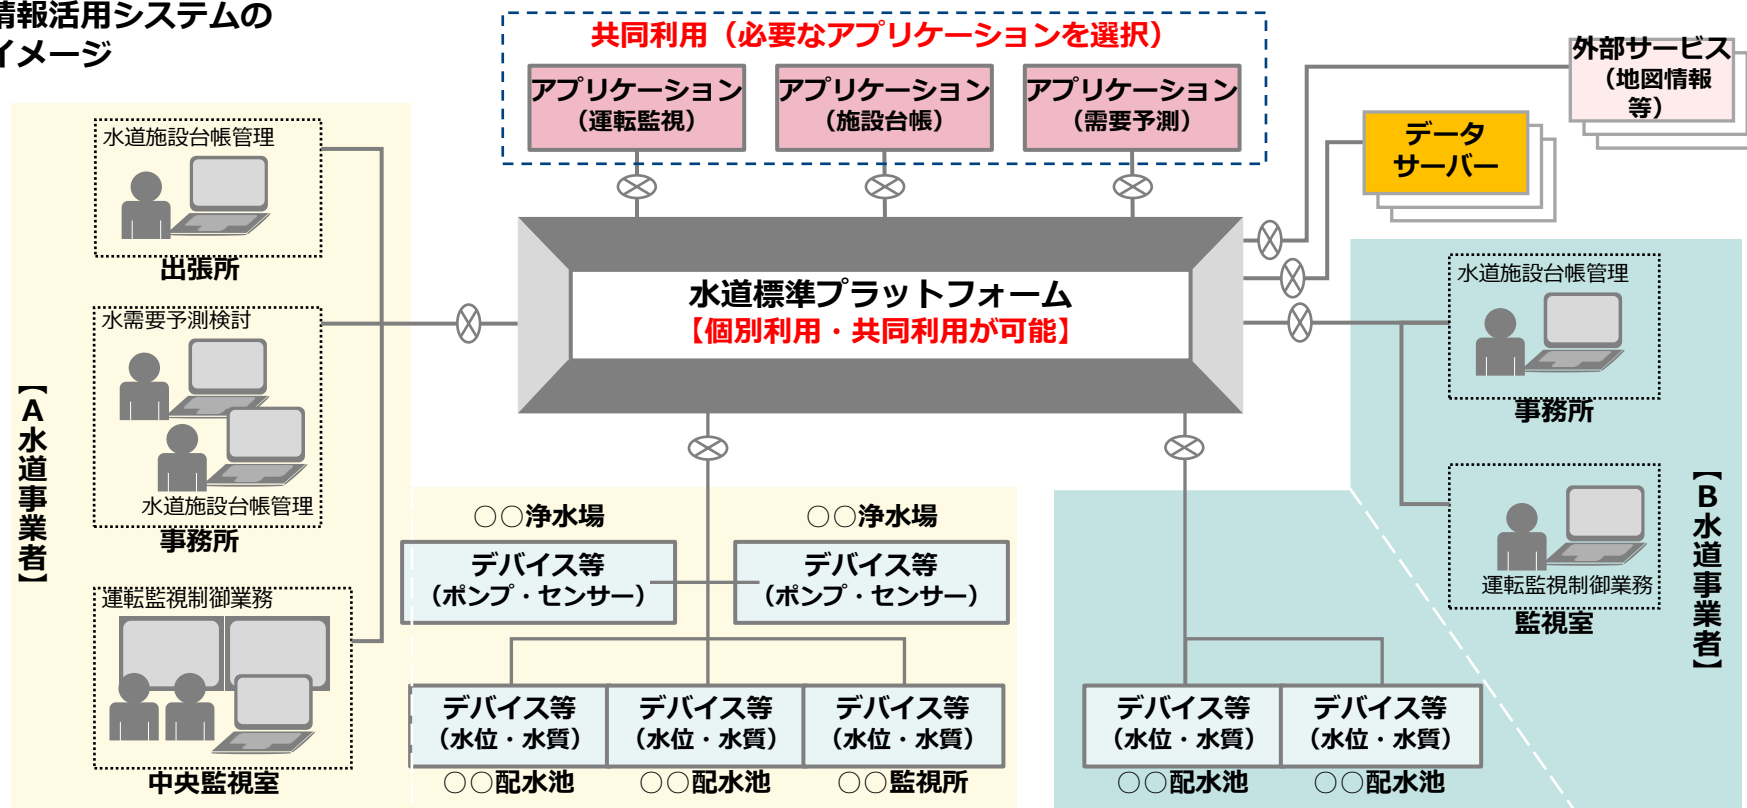 情報活用システムの
イメージ
共同利用（必要なアプリケーションを選択）
アプリケーション
（運転監視）
アプリケーション
（施設台帳）
アプリケーション
（需要予測）
外部サービス
（地図情報
等）
データ
サーバー
水道標準プラットフォーム
【個別利用・共同利用が可能】
【A水道事業者】
水道施設台帳管理
出張所
水需要予測検討
水道施設台帳管理
事務所
運転監視制御業務
中央監視室
○○浄水場
デバイス等
（ポンプ・センサー）
○○浄水場
デバイス等
（ポンプ・センサー）
デバイス等
（水位・水質）
○○配水池
デバイス等
（水位・水質）
○○配水池
デバイス等
（水位・水質）
○○監視所
デバイス等
（水位・水質）
○○配水池
デバイス等
（水位・水質）
○○配水池
水道施設台帳管理
事務所
運転監視制御業務
監視室
【B水道事業者】